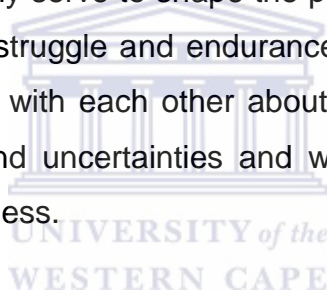 y serve to shape the p
struggle and endurance
with each other about
nd uncertainties and w
ess.
UNIVERSITY of the
WESTERN CAPE